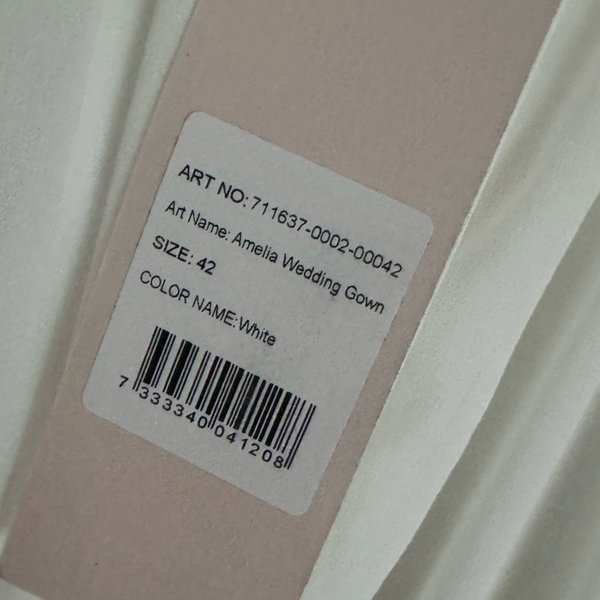 ART NO: 711637-0002-00042
Art Name: Amelia Wedding Gown
SIZE: 42
COLOR NAME:White
7 333340 041208